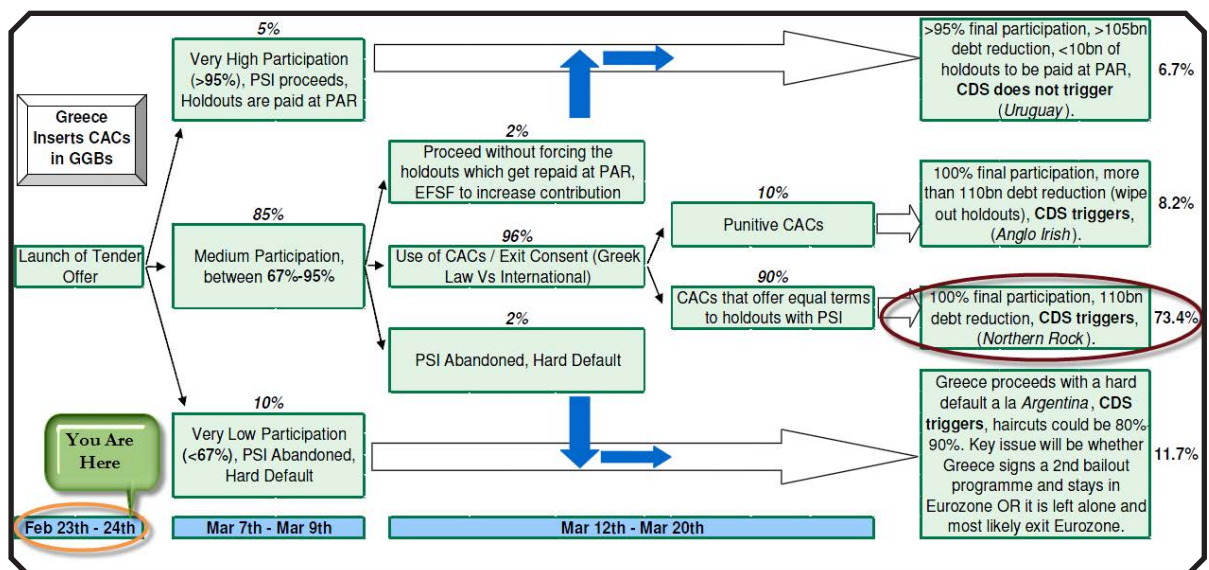 5%
Very High Participation
(>95%), PSI proceeds,
Holdouts are paid at PAR
>95% final participation, >105bn
debt reduction, <10bn of
holdouts to be paid at PAR,
CDS does not trigger
(Uruguay).
6.7%
Greece
Inserts CACs
in GGBs
2%
Proceed without forcing the
holdouts which get repaid at PAR,
EFSF to increase contribution
100% final participation, more
than 110bn debt reduction (wipe
out holdouts), CDS triggers,
(Anglo Irish).
8.2%
10%
Punitive CACs
85%
Medium Participation,
between 67%-95%
Launch of Tender
Offer
96%
Use of CACs / Exit Consent (Greek
Law Vs International)
90%
CACs that offer equal terms
to holdouts with PSI
100% final participation, 110bn
debt reduction, CDS triggers,
(Northern Rock).
73.4%
2%
PSI Abandoned, Hard Default
10%
Very Low Participation
(<67%), PSI Abandoned,
Hard Default
Greece proceeds with a hard
default a la Argentina, CDS
triggers, haircuts could be 80%-
90%. Key issue will be whether
Greece signs a 2nd bailout
programme and stays in
Eurozone OR it is left alone and
most likely exit Eurozone.
11.7%
You Are
Here
Feb 23th - 24th
Mar 7th - Mar 9th
Mar 12th - Mar 20th